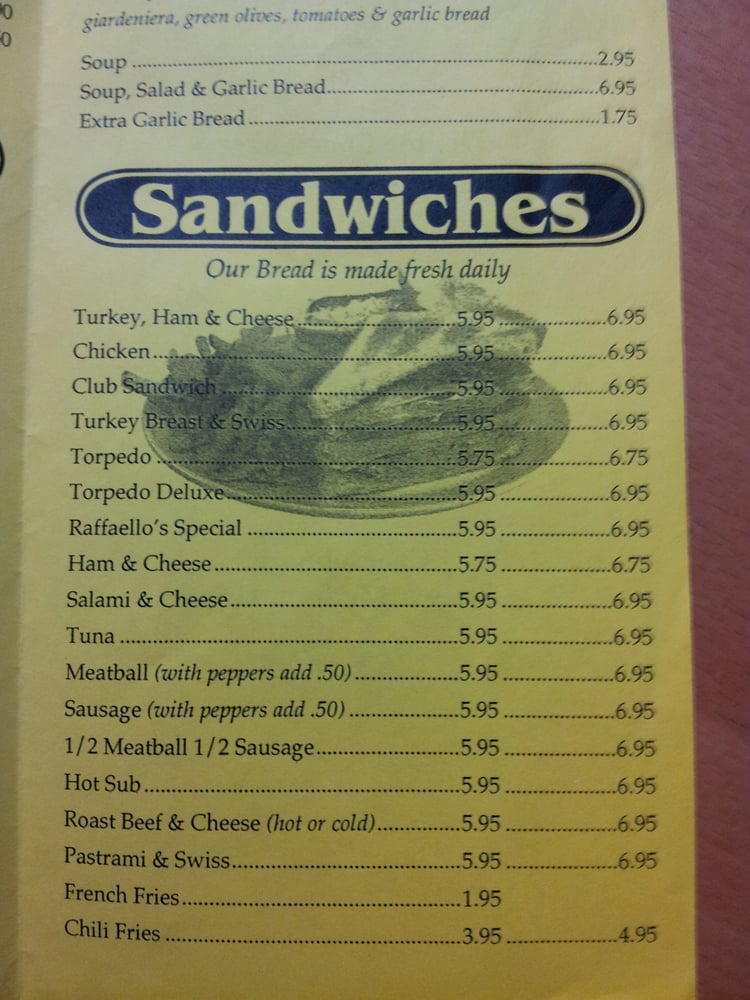 giardeniera, green olives, tomatoes & garlic bread
Soup 2.95
Soup, Salad & Garlic Bread 6.95
Extra Garlic Bread 1.75
Sandwiches
Our Bread is made fresh daily
Turkey, Ham & Cheese 5.95 6.95
Chicken 5.95 6.95
Club Sandwich 5.95 6.95
Turkey Breast & Swiss 5.95 6.95
Torpedo 5.75 6.75
Torpedo Deluxe 5.95 6.95
Raffaello's Special 5.95 6.95
Ham & Cheese 5.75 6.75
Salami & Cheese 5.95 6.95
Tuna 5.95 6.95
Meatball (with peppers add .50) 5.95 6.95
Sausage (with peppers add .50) 5.95 6.95
1/2 Meatball 1/2 Sausage 5.95 6.95
Hot Sub 5.95 6.95
Roast Beef & Cheese (hot or cold) 5.95 6.95
Pastrami & Swiss 5.95 6.95
French Fries 1.95
Chili Fries 3.95 4.95